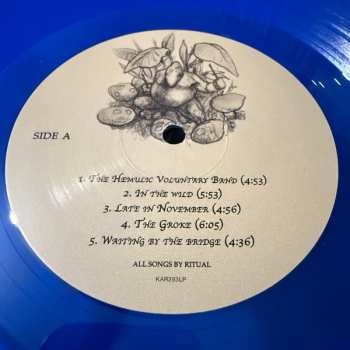 SIDE A
1. The Hemulic Voluntary Band (4:53)
2. In the wild (5:53)
3. Late in November (4:56)
4. The Groke (6:05)
5. Waiting by the bridge (4:36)
ALL SONGS BY RITUAL
KAR293LP